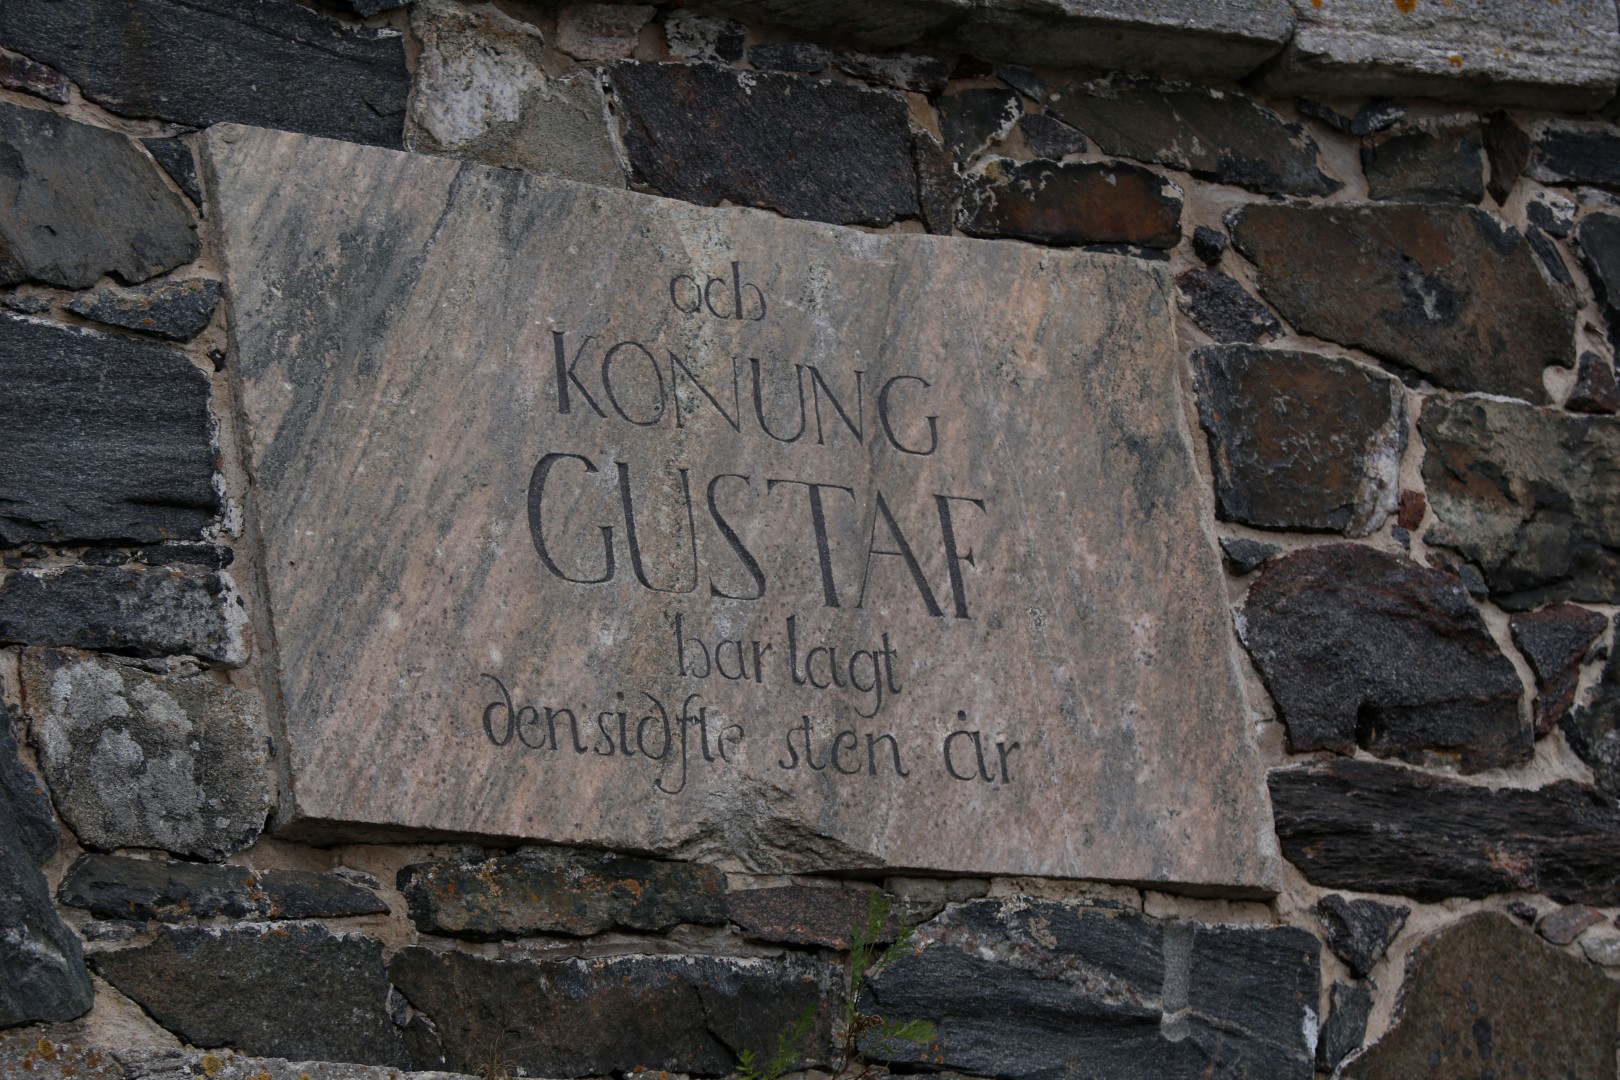 och
KONUNG
GUSTAF
har lagt
den sidſte sten år